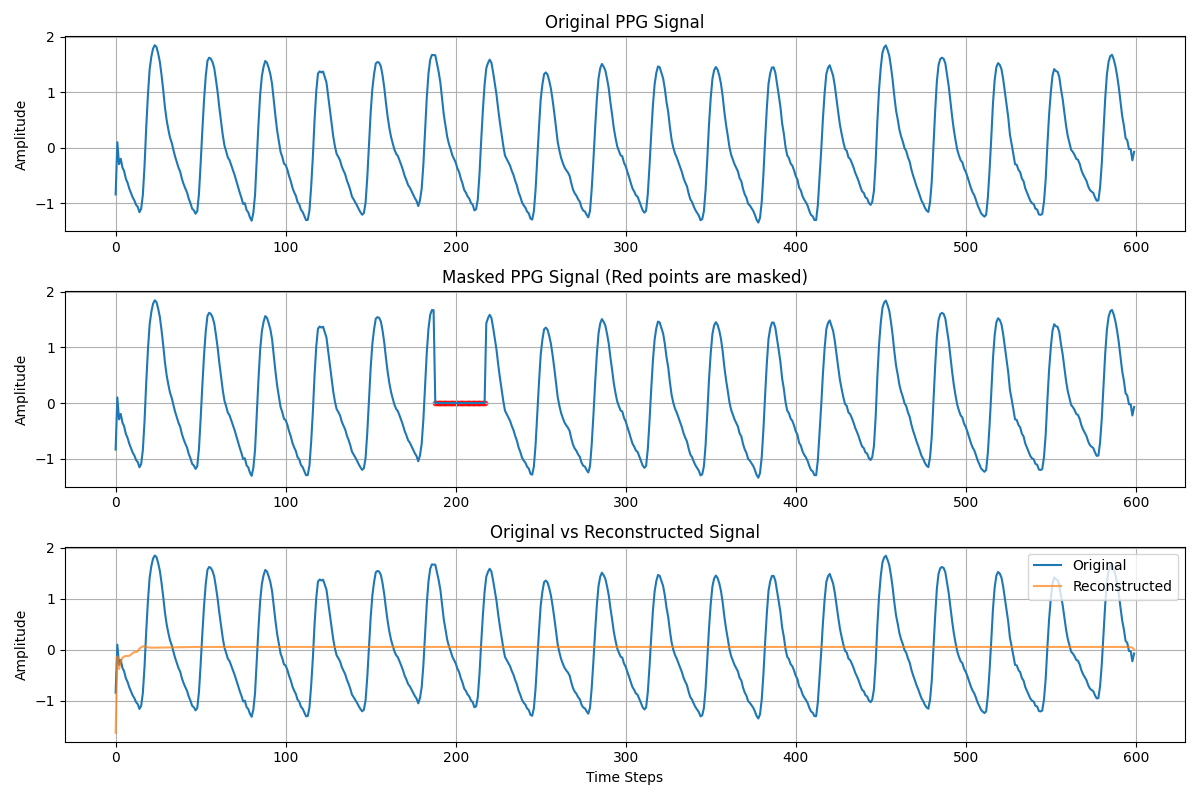 Original PPG Signal
2
1
0
−1
Amplitude
0 100 200 300 400 500 600
Masked PPG Signal (Red points are masked)
2
1
0
−1
Amplitude
0 100 200 300 400 500 600
Original vs Reconstructed Signal
2
1
0
−1
Amplitude
Original
Reconstructed
0 100 200 300 400 500 600
Time Steps